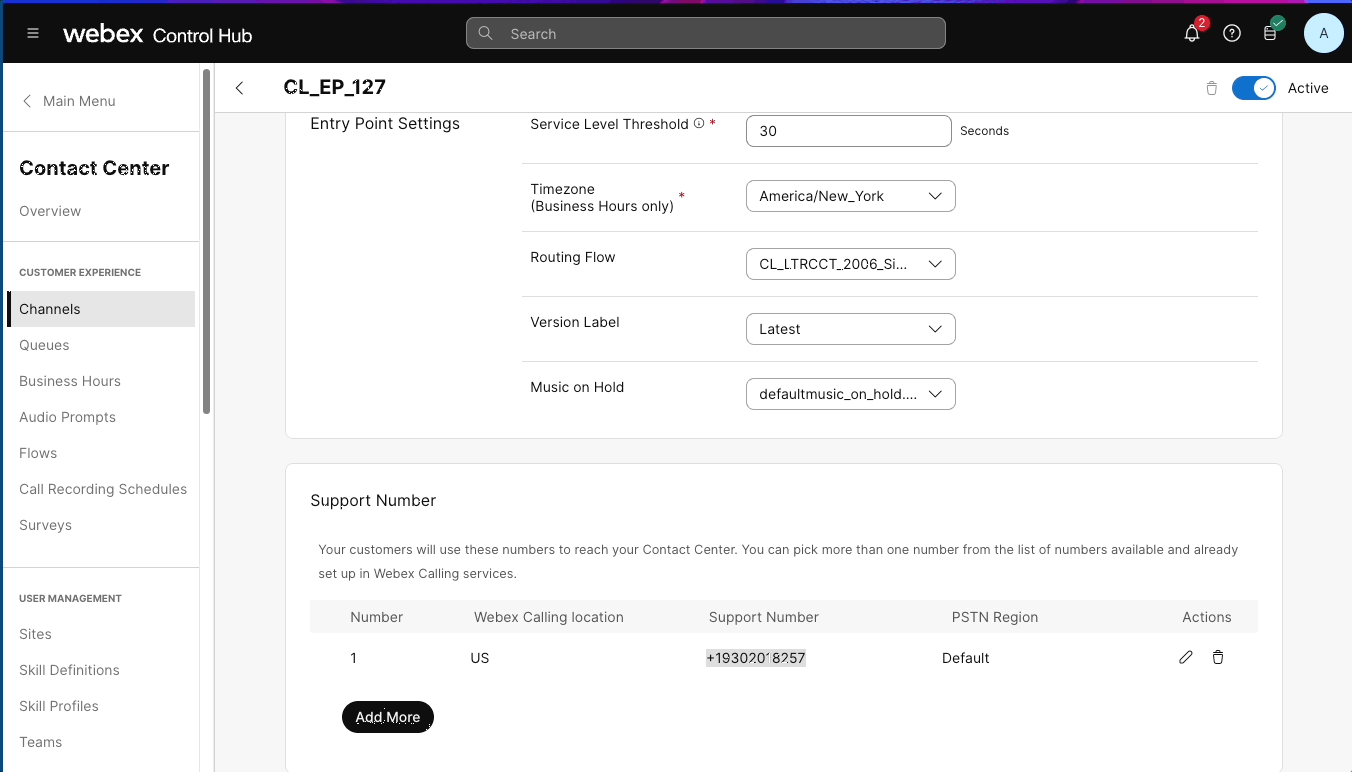 webex Control Hub
Search
2
A
Main Menu
CL_EP_127
Active
Contact Center
Overview
CUSTOMER EXPERIENCE
Channels
Queues
Business Hours
Audio Prompts
Flows
Call Recording Schedules
Surveys
USER MANAGEMENT
Sites
Skill Definitions
Skill Profiles
Teams
Entry Point Settings
Service Level Threshold *
30
Seconds
Timezone
(Business Hours only) *
America/New_York
Routing Flow
CL_LTRCCT_2006_Si...
Version Label
Latest
Music on Hold
defaultmusic_on_hold....
Support Number
Your customers will use these numbers to reach your Contact Center. You can pick more than one number from the list of numbers available and already
set up in Webex Calling services.
Number Webex Calling location Support Number PSTN Region Actions
1 US +19302018257 Default
Add More